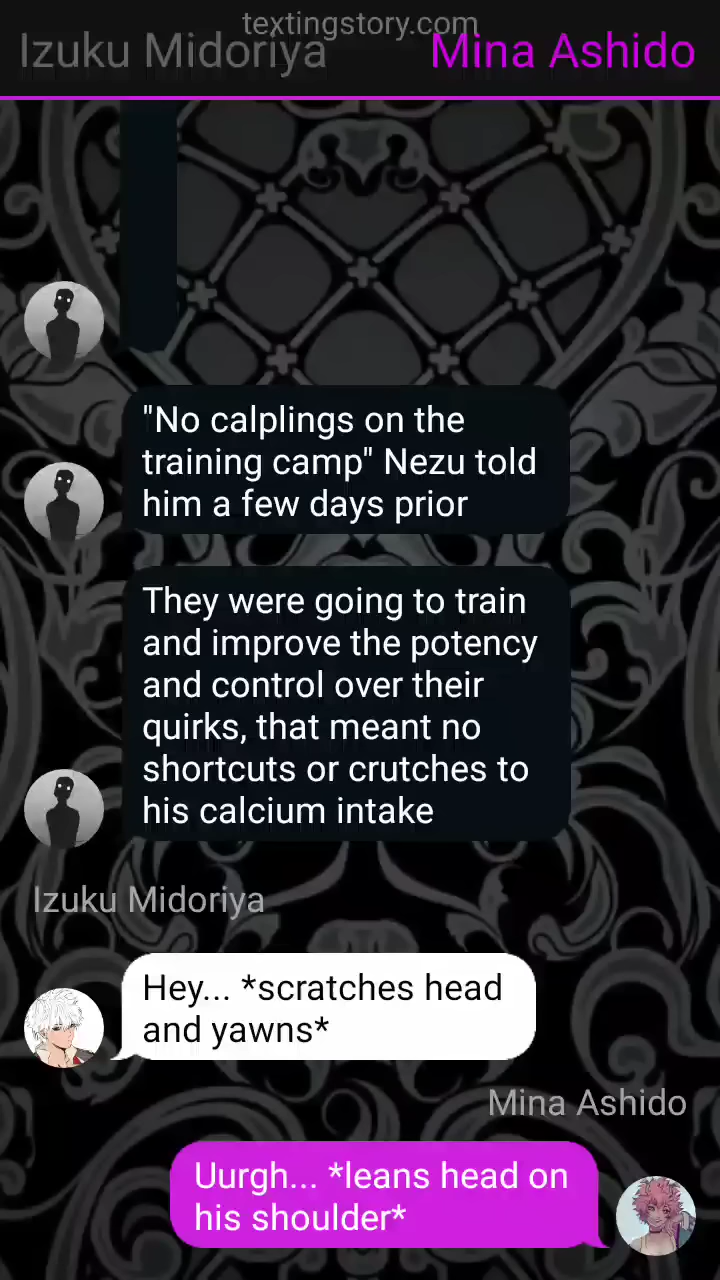 textingstory.com
Izuku Midoriya Mina Ashido
"No calplings on the
training camp" Nezu told
him a few days prior
They were going to train
and improve the potency
and control over their
quirks, that meant no
shortcuts or crutches to
his calcium intake
Izuku Midoriya
Hey... *scratches head
and yawns*
Mina Ashido
Uurgh... *leans head on
his shoulder*